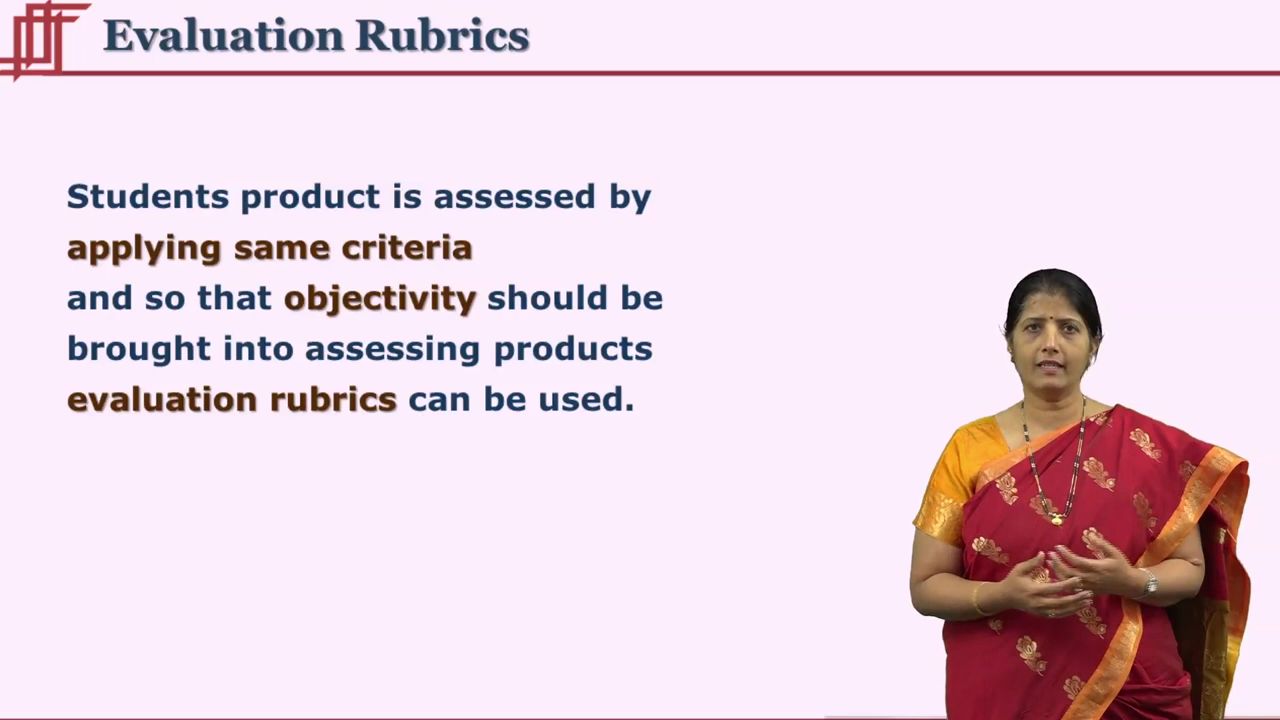 Evaluation Rubrics
Students product is assessed by
applying same criteria
and so that objectivity should be
brought into assessing products
evaluation rubrics can be used.